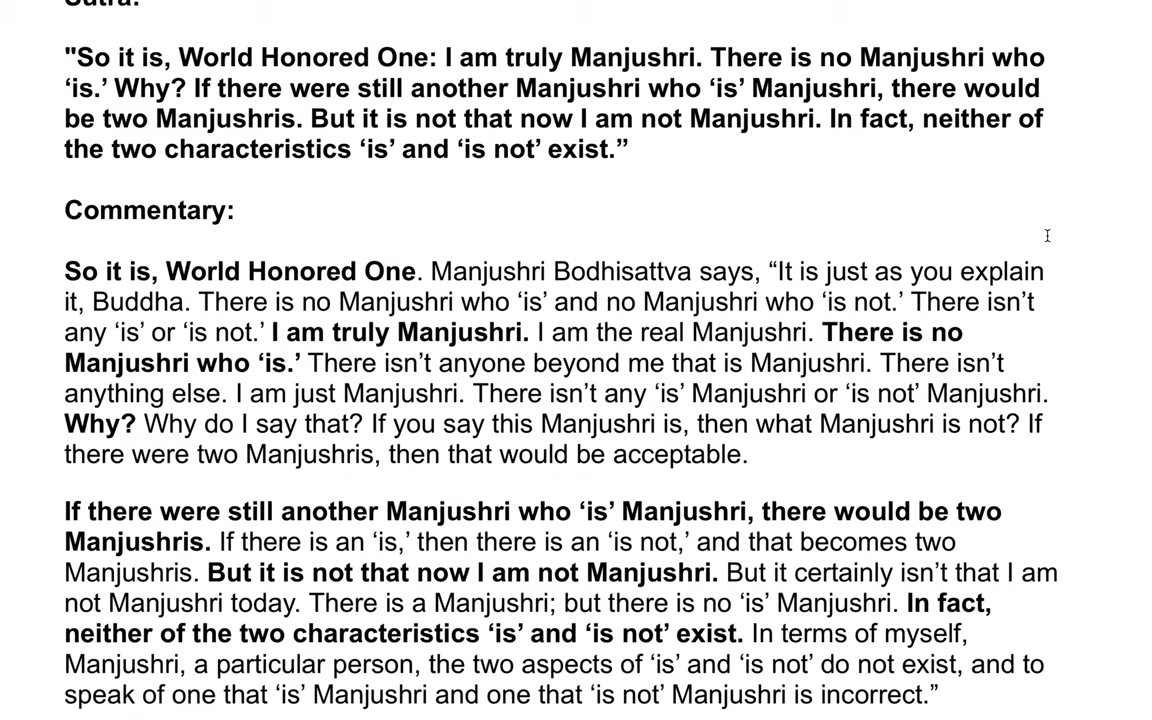 Sutra:
"So it is, World Honored One: I am truly Manjushri. There is no Manjushri who
‘is.’ Why? If there were still another Manjushri who ‘is’ Manjushri, there would
be two Manjushris. But it is not that now I am not Manjushri. In fact, neither of
the two characteristics ‘is’ and ‘is not’ exist.”
Commentary:
So it is, World Honored One. Manjushri Bodhisattva says, “It is just as you explain
it, Buddha. There is no Manjushri who ‘is’ and no Manjushri who ‘is not.’ There isn’t
any ‘is’ or ‘is not.’ I am truly Manjushri. I am the real Manjushri. There is no
Manjushri who ‘is.’ There isn’t anyone beyond me that is Manjushri. There isn’t
anything else. I am just Manjushri. There isn’t any ‘is’ Manjushri or ‘is not’ Manjushri.
Why? Why do I say that? If you say this Manjushri is, then what Manjushri is not? If
there were two Manjushris, then that would be acceptable.
If there were still another Manjushri who ‘is’ Manjushri, there would be two
Manjushris. If there is an ‘is,’ then there is an ‘is not,’ and that becomes two
Manjushris. But it is not that now I am not Manjushri. But it certainly isn’t that I am
not Manjushri today. There is a Manjushri; but there is no ‘is’ Manjushri. In fact,
neither of the two characteristics ‘is’ and ‘is not’ exist. In terms of myself,
Manjushri, a particular person, the two aspects of ‘is’ and ‘is not’ do not exist, and to
speak of one that ‘is’ Manjushri and one that ‘is not’ Manjushri is incorrect.”